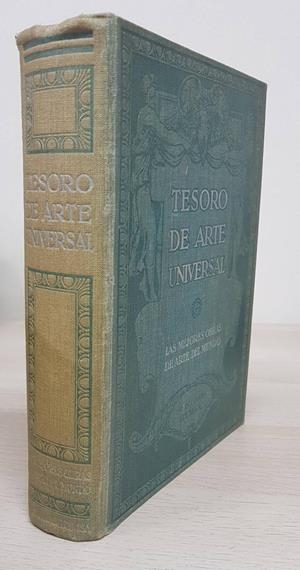 TESORO
DE ARTE
UNIVERSAL
TESORO
DE ARTE
UNIVERSAL
LAS MEJORES OBRAS
DE ARTE DEL MUNDO